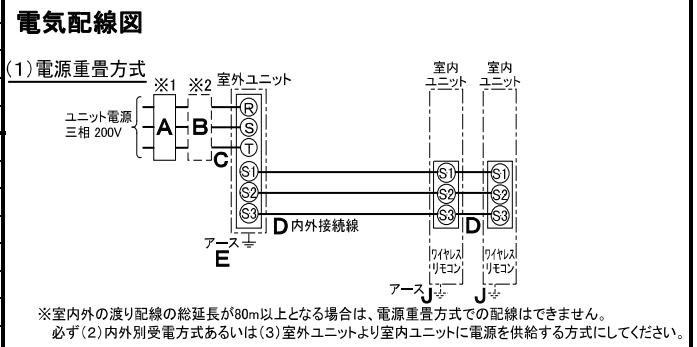 電気配線図
(1)電源重畳方式
※1 ※2 室外ユニット 室内ユニット 室内ユニット
ユニット電源
三相 200V
A B C
R
S
T
S1 S1 S1
S2 S2 S2
S3 S3 S3
D 内外接続線 D
アース
E
ワイヤレス
リモコン
ワイヤレス
リモコン
アース J J
※室内外の渡り配線の総延長が80m以上となる場合は、電源重畳方式での配線はできません。
必ず(2)内外別受電方式あるいは(3)室外ユニットより室内ユニットに電源を供給する方式にしてください。